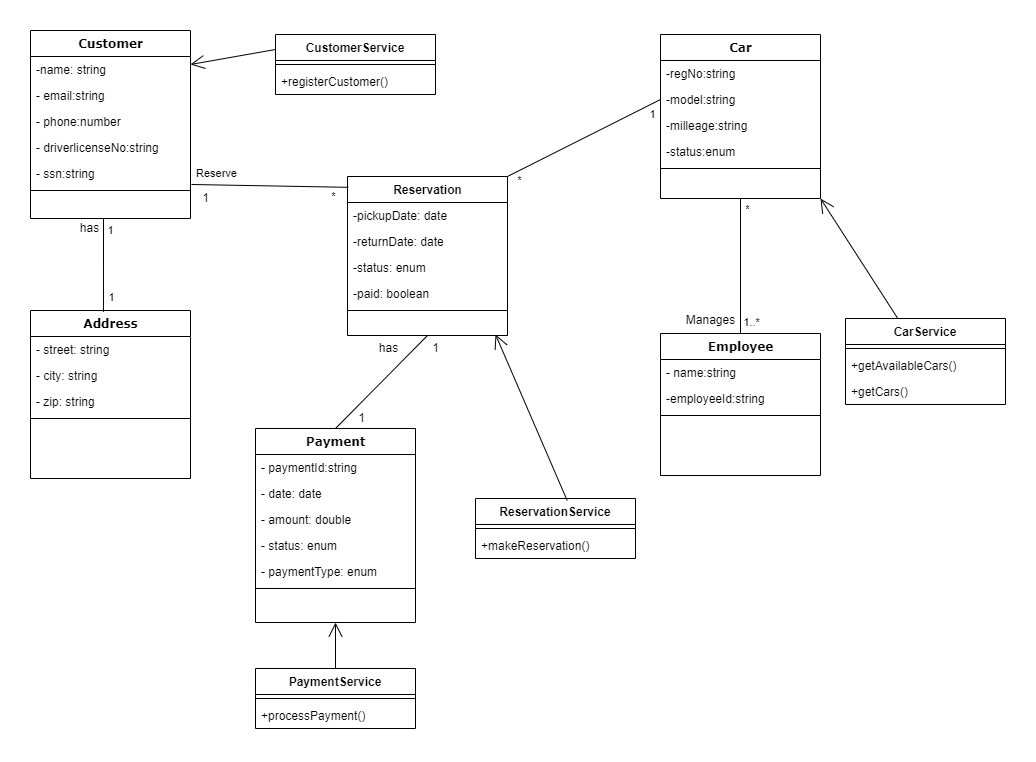 Customer
-name: string
- email:string
- phone:number
- driverlicenseNo:string
- ssn:string
CustomerService
+registerCustomer()
Car
-regNo:string
-model:string
-milleage:string
-status:enum
1
*
Reserve
1
*
Reservation
-pickupDate: date
-returnDate: date
-status: enum
-paid: boolean
has
1
1
Address
- street: string
- city: string
- zip: string
*
Manages
1..*
Employee
- name:string
-employeeId:string
CarService
+getAvailableCars()
+getCars()
has
1
1
Payment
- paymentId:string
- date: date
- amount: double
- status: enum
- paymentType: enum
ReservationService
+makeReservation()
PaymentService
+processPayment()